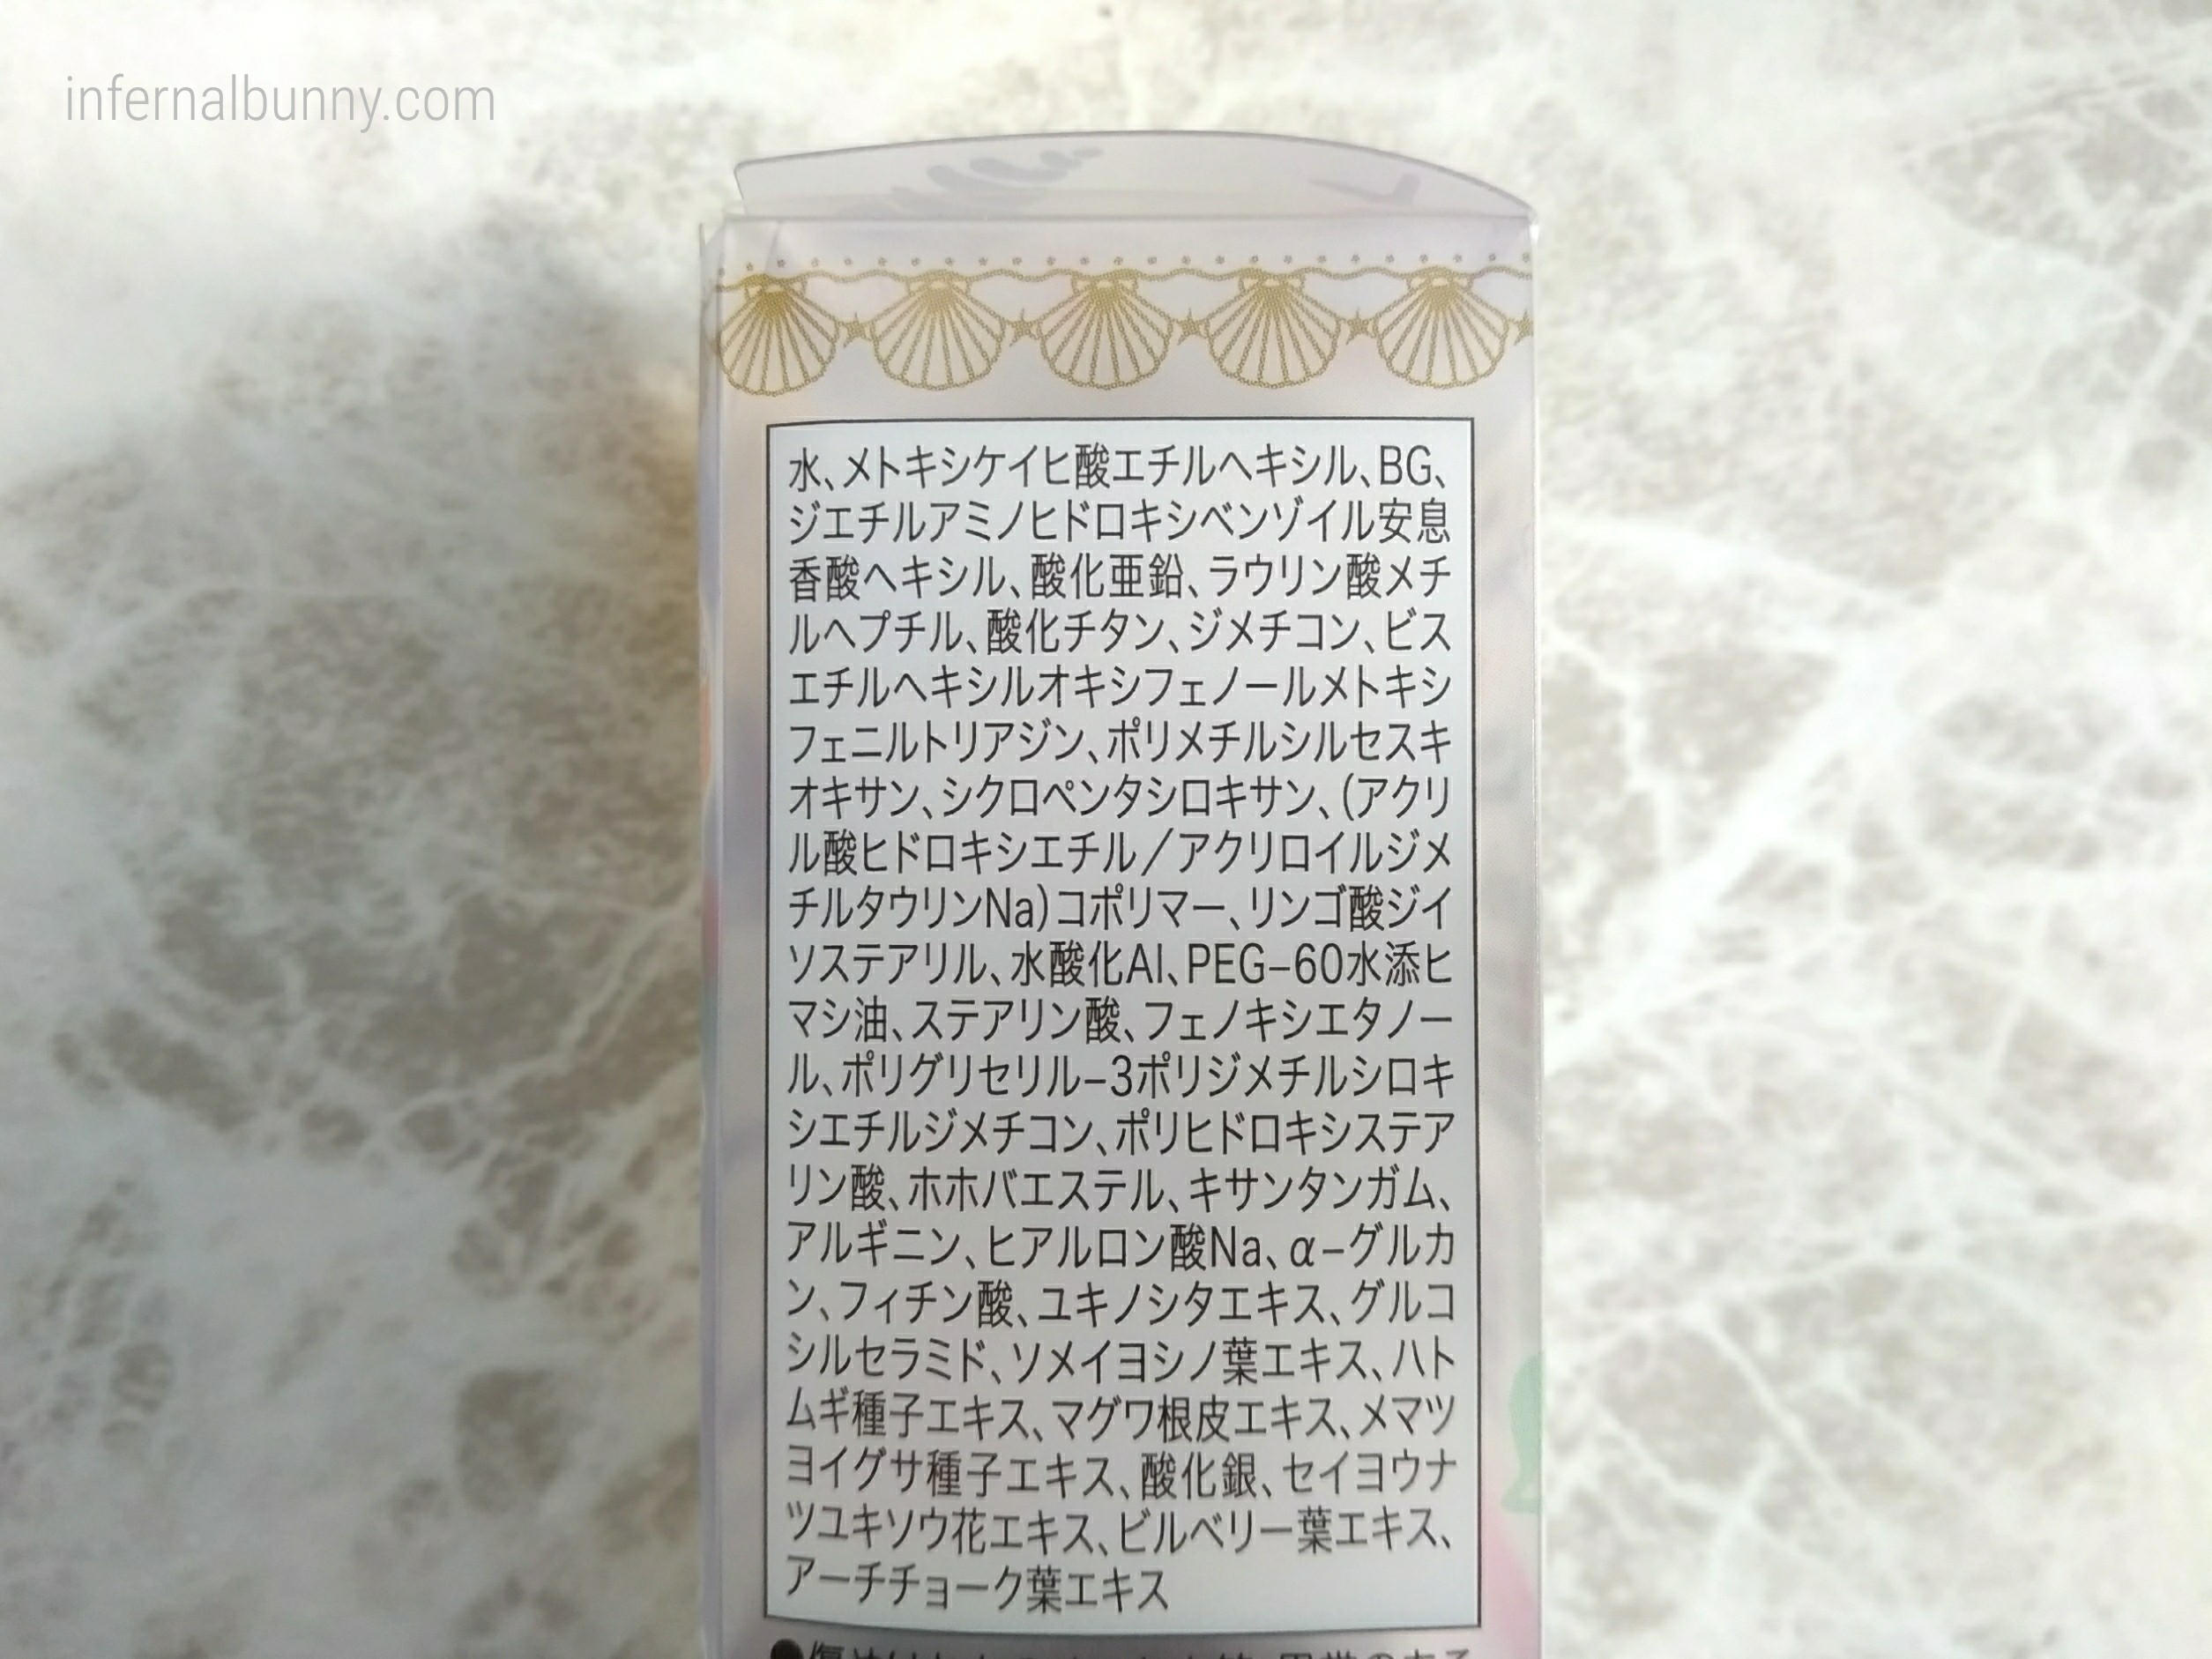 infernalbunny.com
水、メトキシケイヒ酸エチルヘキシル、BG、
ジエチルアミノヒドロキシベンゾイル安息
香酸ヘキシル、酸化亜鉛、ラウリン酸メチ
ルヘプチル、酸化チタン、ジメチコン、ビス
エチルヘキシルオキシフェノールメトキシ
フェニルトリアジン、ポリメチルシルセスキ
オキサン、シクロペンタシロキサン、(アクリ
ル酸ヒドロキシエチル/アクリロイルジメ
チルタウリンNa)コポリマー、リンゴ酸ジイ
ソステアリル、水酸化Al、PEG-60水添ヒ
マシ油、ステアリン酸、フェノキシエタノー
ル、ポリグリセリル-3ポリジメチルシロキ
シエチルジメチコン、ポリヒドロキシステア
リン酸、ホホバエステル、キサンタンガム、
アルギニン、ヒアルロン酸Na、α-グルカ
ン、フィチン酸、ユキノシタエキス、グルコ
シルセラミド、ソメイヨシノ葉エキス、ハト
ムギ種子エキス、マグワ根皮エキス、メマツ
ヨイグサ種子エキス、酸化銀、セイヨウナ
ツユキソウ花エキス、ビルベリー葉エキス、
アーチチョーク葉エキス